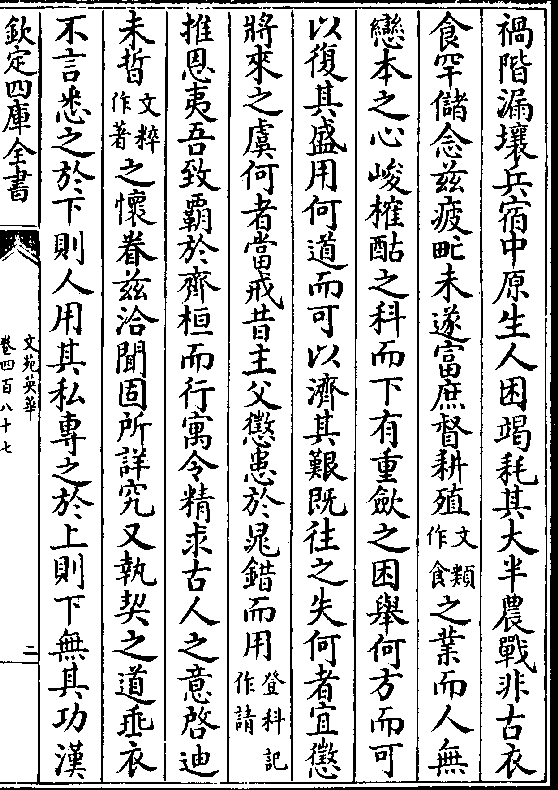 禍階漏壤兵宿中原生人困竭耗其大半農戰非古衣
食罕儲念兹疲甿未遂富庶督耕殖文類作食之業而人無
戀本之心峻榷酤之科而下有重斂之困舉何方而可
以復其盛用何道而可以濟其艱既往之失何者宜懲
將來之虞何者當戒昔主父懲患於晁錯而用登科記作請
推恩夷吾致霸於齊桓而行寓令精求古人之意啓迪
未晢文粹作著之懷眷兹洽聞固所詳究又執契之道垂衣
不言悉之於下則人用其私專之於上則下無其功漢
欽定四庫全書
文苑英華
卷四百八十七
二